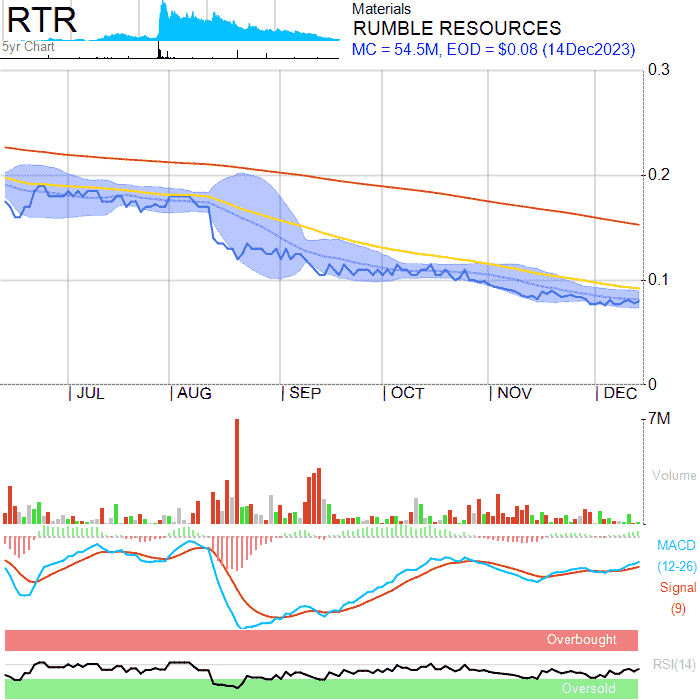 RTR
5yr Chart
Materials
RUMBLE RESOURCES
MC = 54.5M, EOD = $0.08 (14Dec2023)
0.3
0.2
0.1
0
JUL AUG SEP OCT NOV DEC
7M
Volume
MACD
(12-26)
Signal
(9)
Overbought
RSI(14)
Oversold